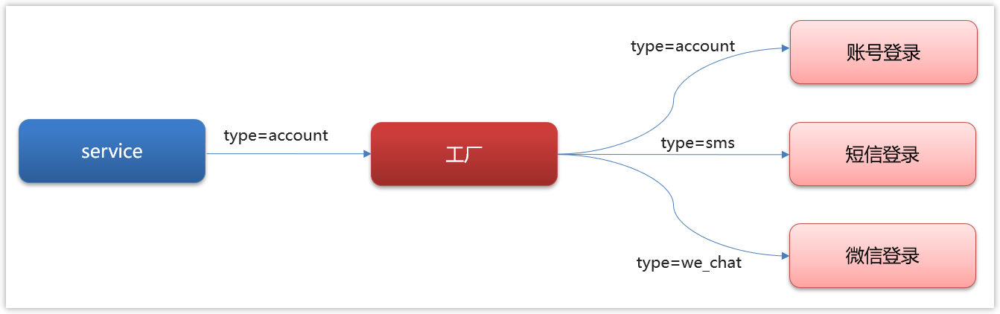 service
type=account
工厂
type=account
账号登录
type=sms
短信登录
type=we_chat
微信登录